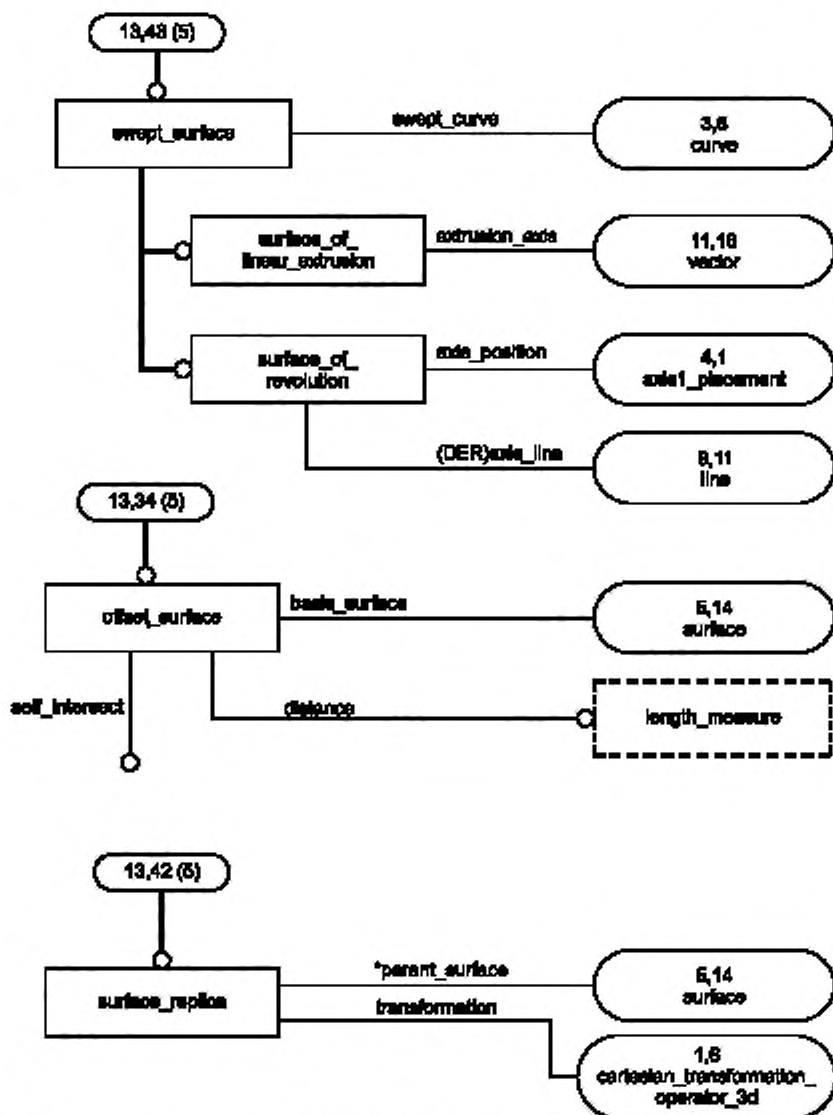 13,43 (5)
swept_curve
swept_surface
3,6
curve
surface_of_
linear_extrusion
extrusion_axis
11,16
vector
surface_of_
revolution
axis_position
4,1
axis1_placement
(DER)axis_line
9,11
line
13,34 (5)
offset_surface
basis_surface
5,14
surface
self_intersect
distance
length_measure
13,42 (5)
surface_replica
*parent_surface
5,14
surface
transformation
1,6
cartesian_transformation_
operator_3d